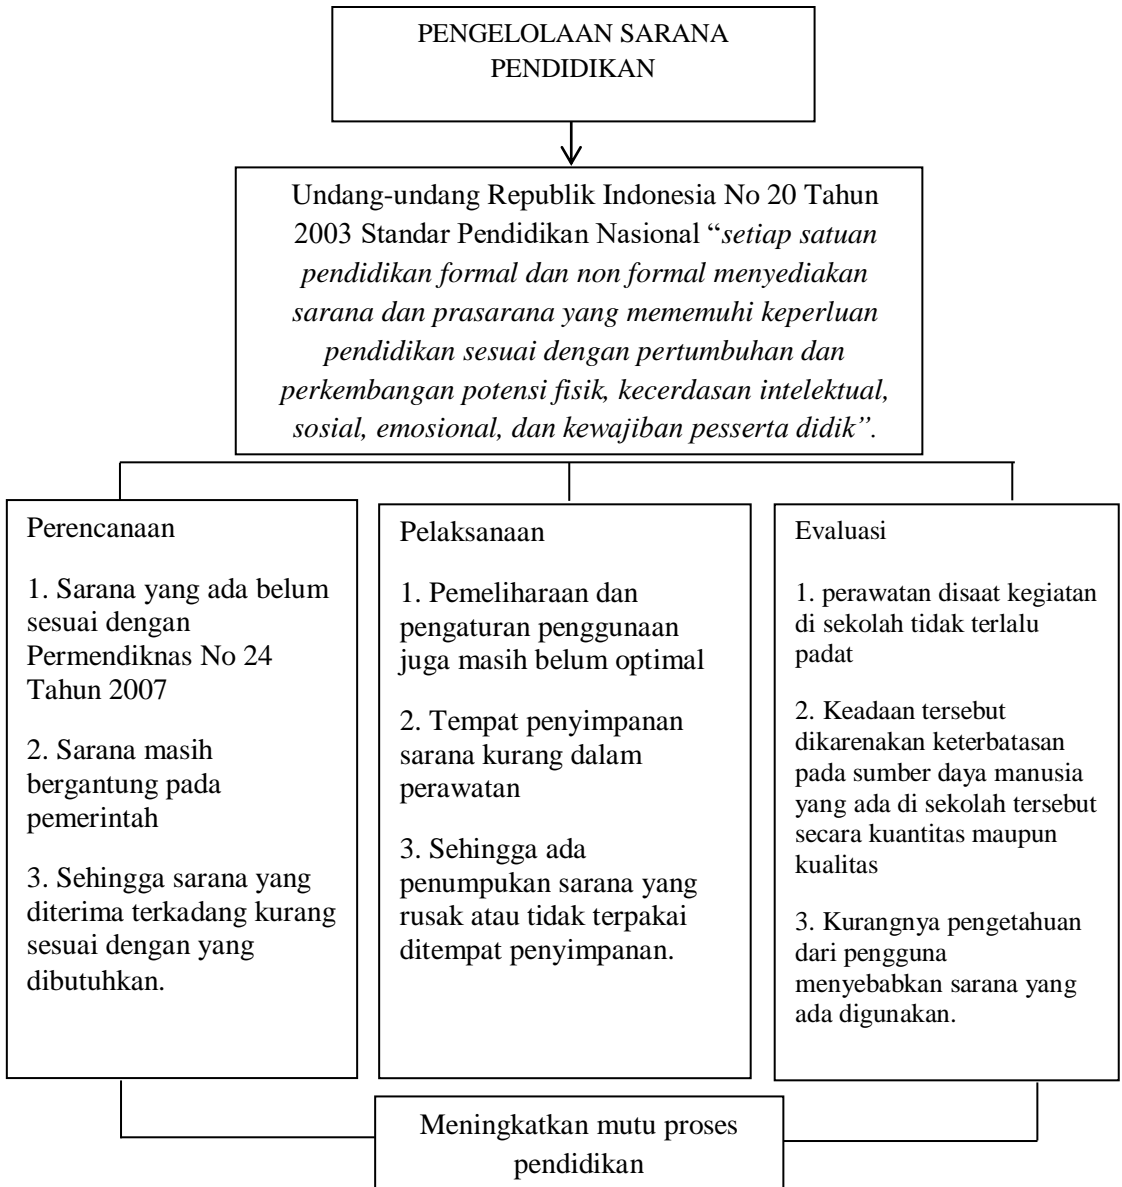 PENGELOLAAN SARANA
PENDIDIKAN
Undang-undang Republik Indonesia No 20 Tahun
2003 Standar Pendidikan Nasional “setiap satuan
pendidikan formal dan non formal menyediakan
sarana dan prasarana yang mememuhi keperluan
pendidikan sesuai dengan pertumbuhan dan
perkembangan potensi fisik, kecerdasan intelektual,
sosial, emosional, dan kewajiban pesserta didik”.
Perencanaan
1. Sarana yang ada belum
sesuai dengan
Permendiknas No 24
Tahun 2007
2. Sarana masih
bergantung pada
pemerintah
3. Sehingga sarana yang
diterima terkadang kurang
sesuai dengan yang
dibutuhkan.
Pelaksanaan
1. Pemeliharaan dan
pengaturan penggunaan
juga masih belum optimal
2. Tempat penyimpanan
sarana kurang dalam
perawatan
3. Sehingga ada
penumpukan sarana yang
rusak atau tidak terpakai
ditempat penyimpanan.
Evaluasi
1. perawatan disaat kegiatan
di sekolah tidak terlalu
padat
2. Keadaan tersebut
dikarenakan keterbatasan
pada sumber daya manusia
yang ada di sekolah tersebut
secara kuantitas maupun
kualitas
3. Kurangnya pengetahuan
dari pengguna
menyebabkan sarana yang
ada digunakan.
Meningkatkan mutu proses
pendidikan